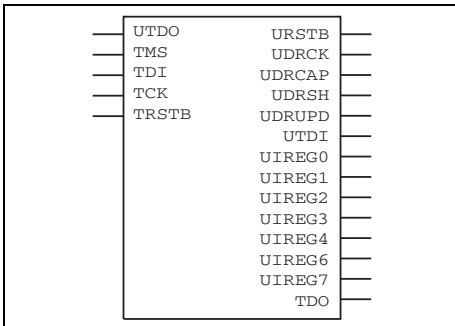 UTDO
TMS
TDI
TCK
TRSTB
URSTB
UDRCK
UDRCAP
UDRSH
UDRUPD
UTDI
UIREG0
UIREG1
UIREG2
UIREG3
UIREG4
UIREG6
UIREG7
TDO